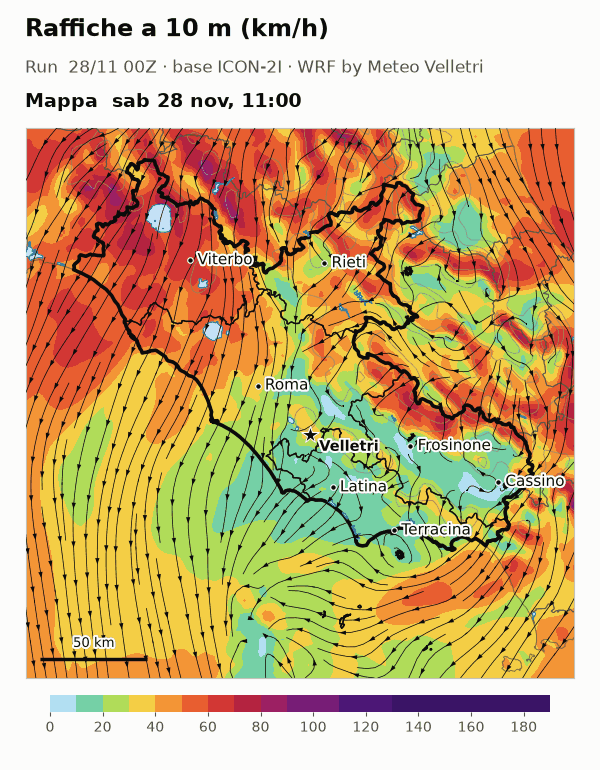 Raffiche a 10 m (km/h)
Run  28/11 00Z · base ICON-2I · WRF by Meteo Velletri
Mappa  sab 28 nov, 11:00
Viterbo
Rieti
Roma
Velletri
Frosinone
Latina
Cassino
Terracina
50 km
0 20 40 60 80 100 120 140 160 180